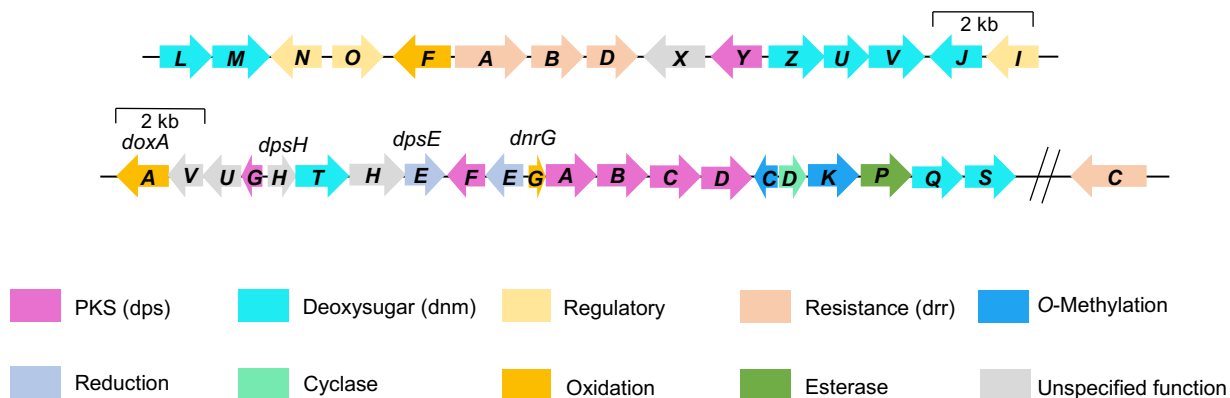 2 kb
L M N O F A B D X Y Z U V J I
2 kb
doxA dpsH dpsE dnrG
A V U G H T H E F E G A B C D C D K P Q S C
PKS (dps) Deoxysugar (dnm) Regulatory Resistance (drr) O-Methylation
Reduction Cyclase Oxidation Esterase Unspecified function